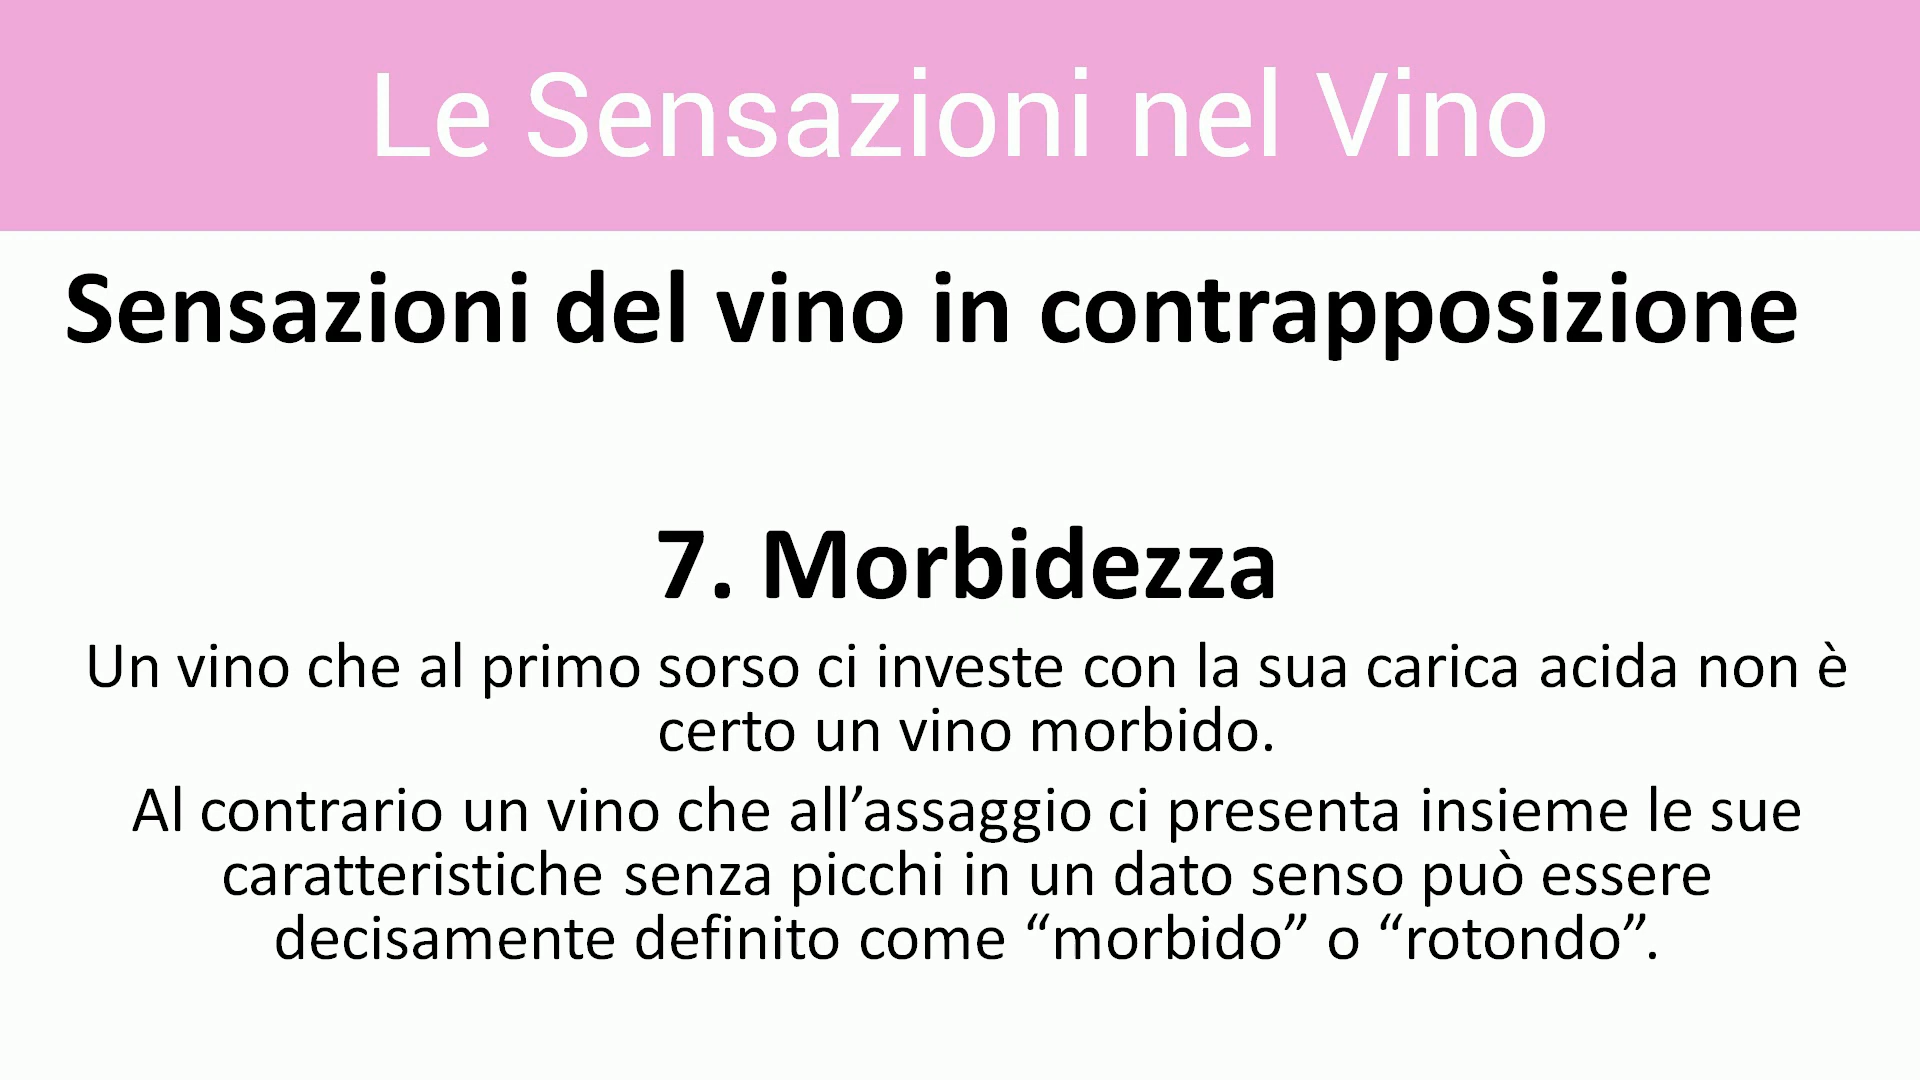 Le Sensazioni nel Vino
Sensazioni del vino in contrapposizione
7. Morbidezza
Un vino che al primo sorso ci investe con la sua carica acida non è
certo un vino morbido.
Al contrario un vino che all’assaggio ci presenta insieme le sue
caratteristiche senza picchi in un dato senso può essere
decisamente definito come “morbido” o “rotondo”.